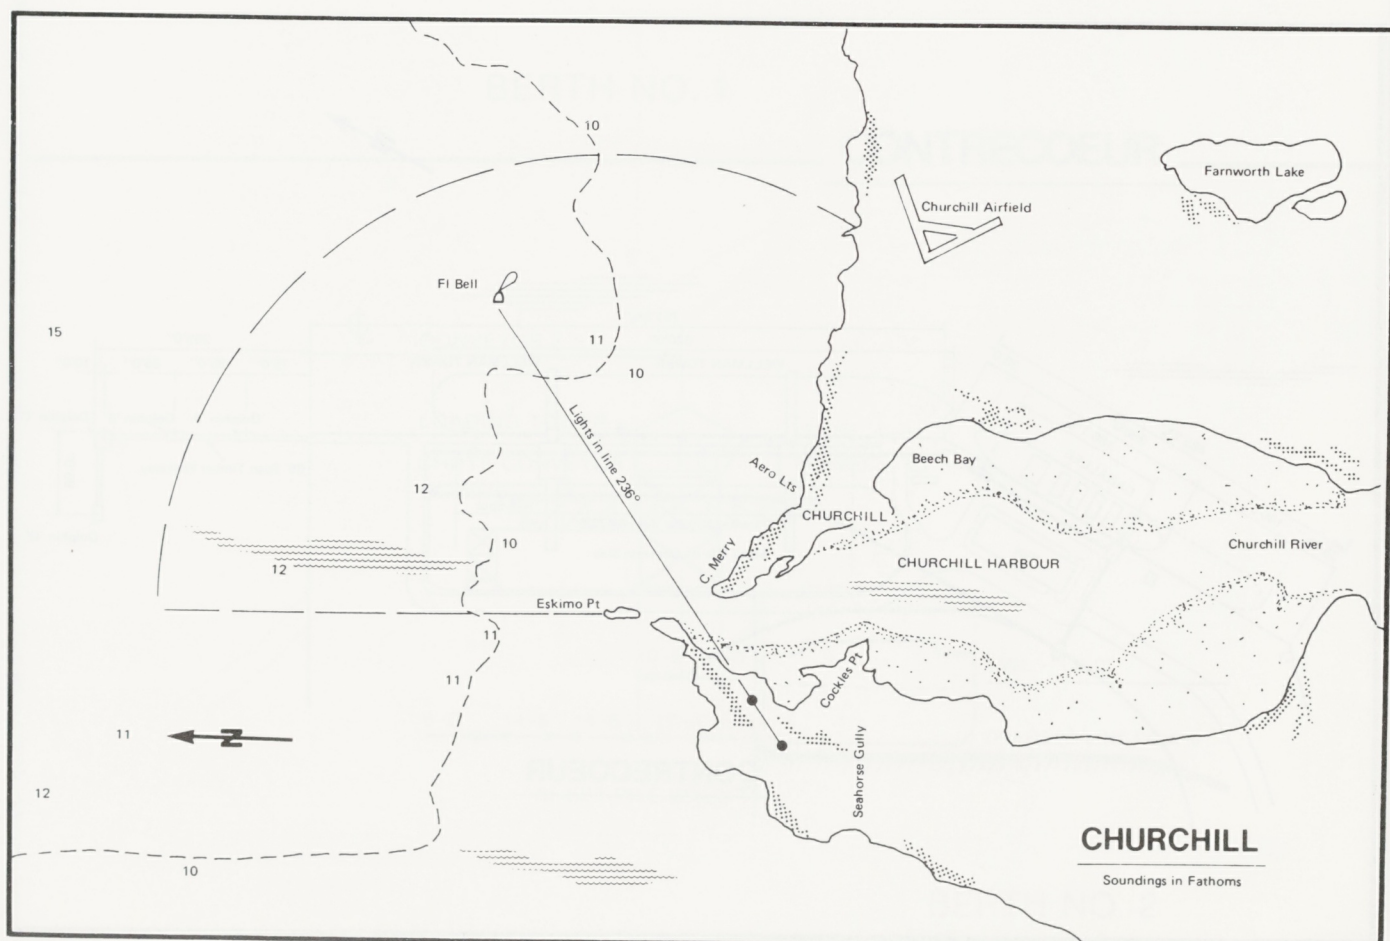 10
Farnworth Lake
Churchill Airfield
Fl Bell
15
11
10
Lights in line 236°
Aero Lts
Beech Bay
12
CHURCHILL
10
C. Merry
Churchill River
12
CHURCHILL HARBOUR
Eskimo Pt
11
11
Cockles Pt
11
N
Seahorse Gully
12
CHURCHILL
Soundings in Fathoms
10